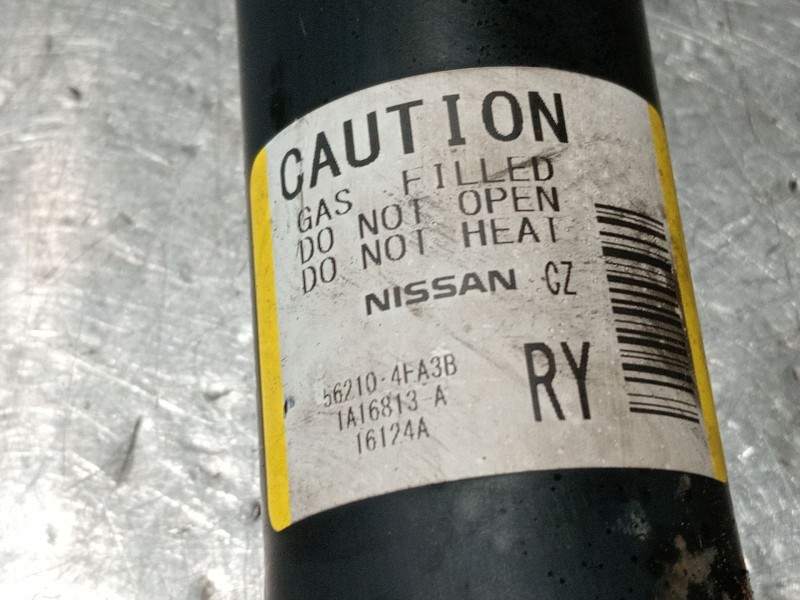 CAUTION
GAS FILLED
DO NOT OPEN
DO NOT HEAT
NISSAN CZ
56210-4FA3B
1A16813-A
16124A
RY